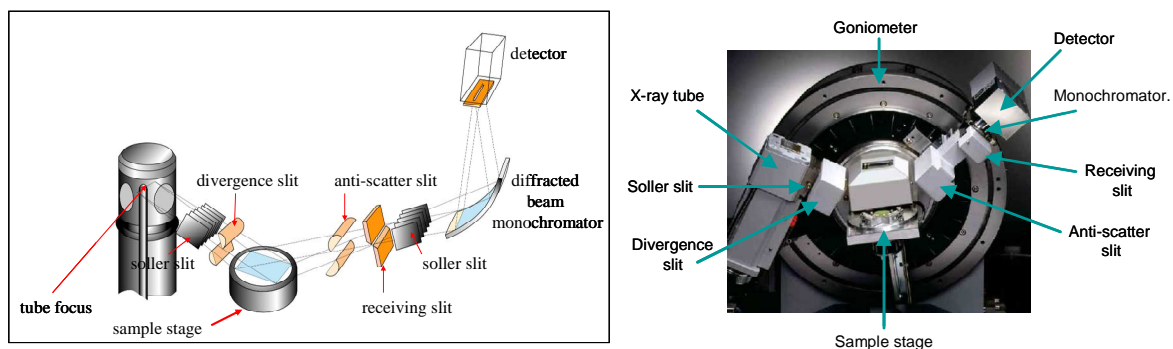 detector
divergence slit
anti-scatter slit
diffracted
beam
monochromator
soller slit
soller slit
tube focus
receiving slit
sample stage
Goniometer
Detector
X-ray tube
Monochromator.
Soller slit
Receiving
slit
Divergence
slit
Anti-scatter
slit
Sample stage